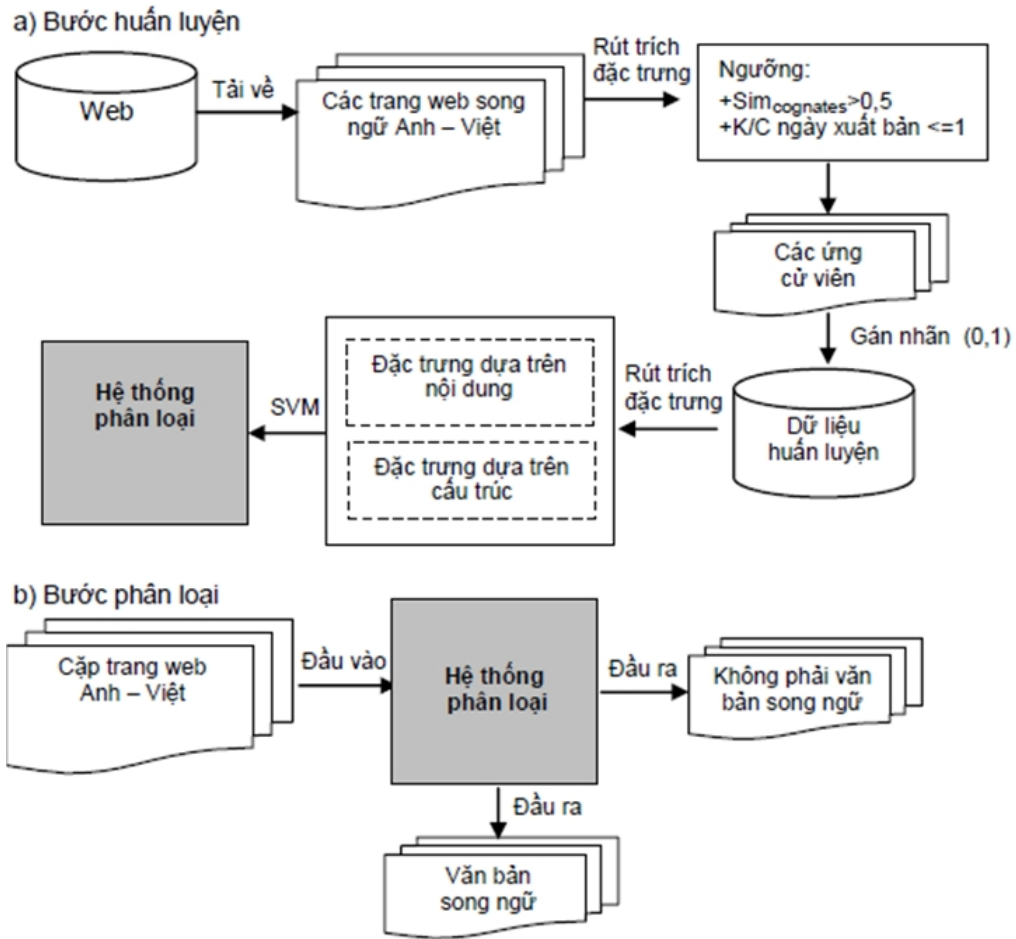 a) Bước huấn luyện
Web
Tải về
Các trang web song
ngữ Anh – Việt
Rút trích
đặc trưng
Ngưỡng:
+Simcognates>0,5
+K/C ngày xuất bản <=1
Các ứng
cử viên
Gán nhãn (0,1)
Dữ liệu
huấn luyện
Rút trích
đặc trưng
Đặc trưng dựa trên
nội dung
Đặc trưng dựa trên
cấu trúc
SVM
Hệ thống
phân loại
b) Bước phân loại
Cặp trang web
Anh – Việt
Đầu vào
Hệ thống
phân loại
Đầu ra
Không phải văn
bản song ngữ
Đầu ra
Văn bản
song ngữ